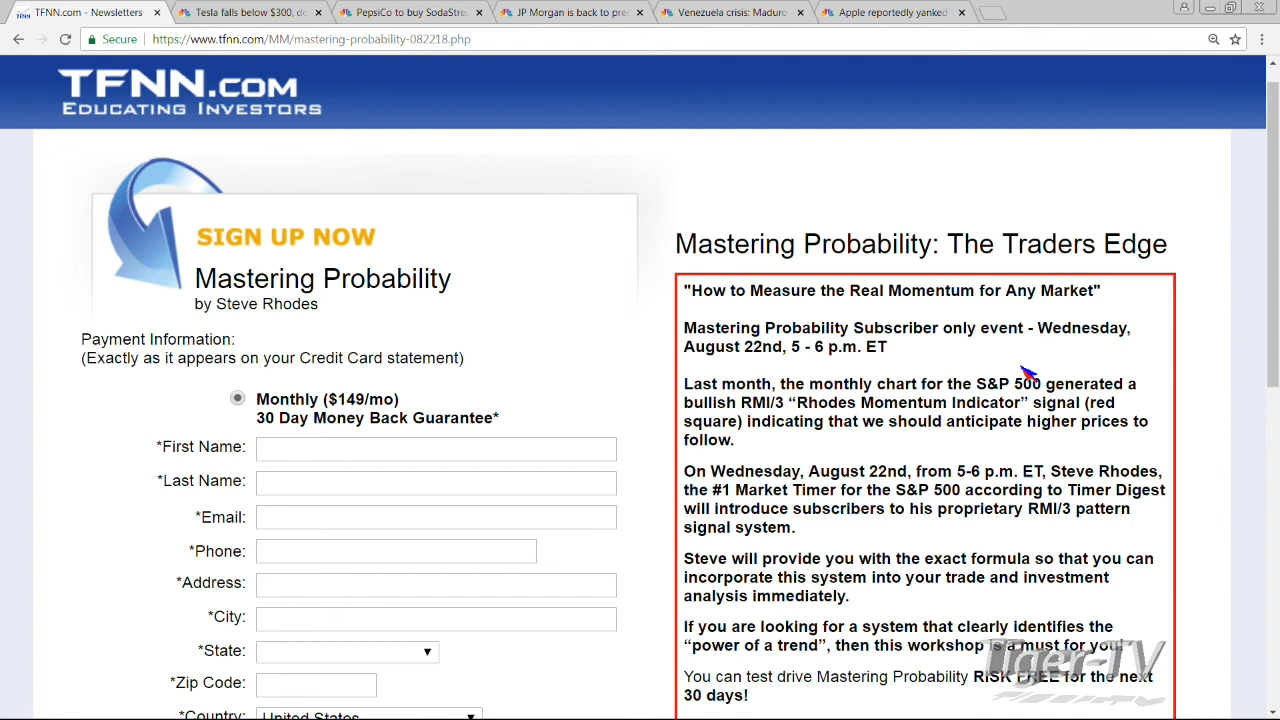 TFNN.com - Newsletters
Tesla falls below $300, d
PepsiCo to buy SodaStre
JP Morgan is back to pre
Venezuela crisis: Maduro
Apple reportedly yanked
Secure
https://www.tfnn.com/MM/mastering-probability-082218.php
TFNN.COM
EDUCATING INVESTORS
SIGN UP NOW
Mastering Probability
by Steve Rhodes
Payment Information:
(Exactly as it appears on your Credit Card statement)
Monthly ($149/mo)
30 Day Money Back Guarantee*
*First Name:
*Last Name:
*Email:
*Phone:
*Address:
*City:
*State:
*Zip Code:
*Country:
United States
Mastering Probability: The Traders Edge
"How to Measure the Real Momentum for Any Market"
Mastering Probability Subscriber only event - Wednesday,
August 22nd, 5 - 6 p.m. ET
Last month, the monthly chart for the S&P 500 generated a
bullish RMI/3 “Rhodes Momentum Indicator” signal (red
square) indicating that we should anticipate higher prices to
follow.
On Wednesday, August 22nd, from 5-6 p.m. ET, Steve Rhodes,
the #1 Market Timer for the S&P 500 according to Timer Digest
will introduce subscribers to his proprietary RMI/3 pattern
signal system.
Steve will provide you with the exact formula so that you can
incorporate this system into your trade and investment
analysis immediately.
If you are looking for a system that clearly identifies the
“power of a trend”, then this workshop is a must for you!
You can test drive Mastering Probability RISK FREE for the next
30 days!
Tiger-TV